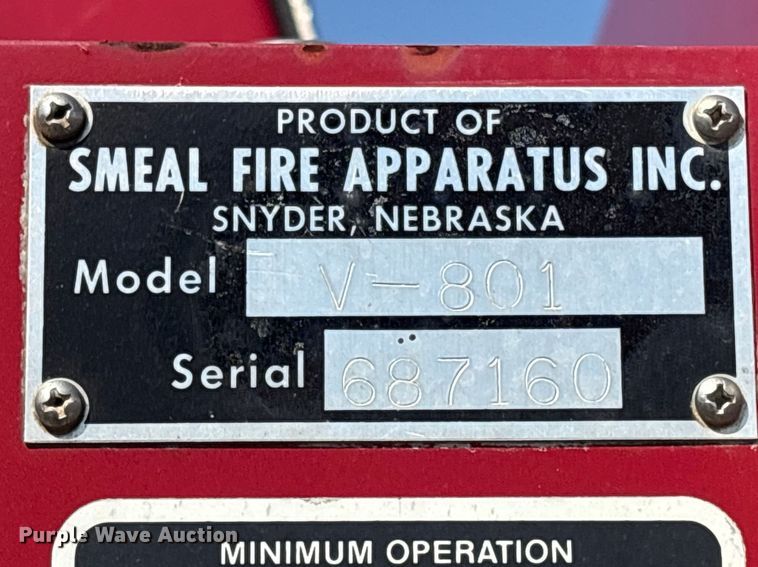 PRODUCT OF
SMEAL FIRE APPARATUS INC.
SNYDER, NEBRASKA
Model V-801
Serial 687160
MINIMUM OPERATION
Purple Wave Auction